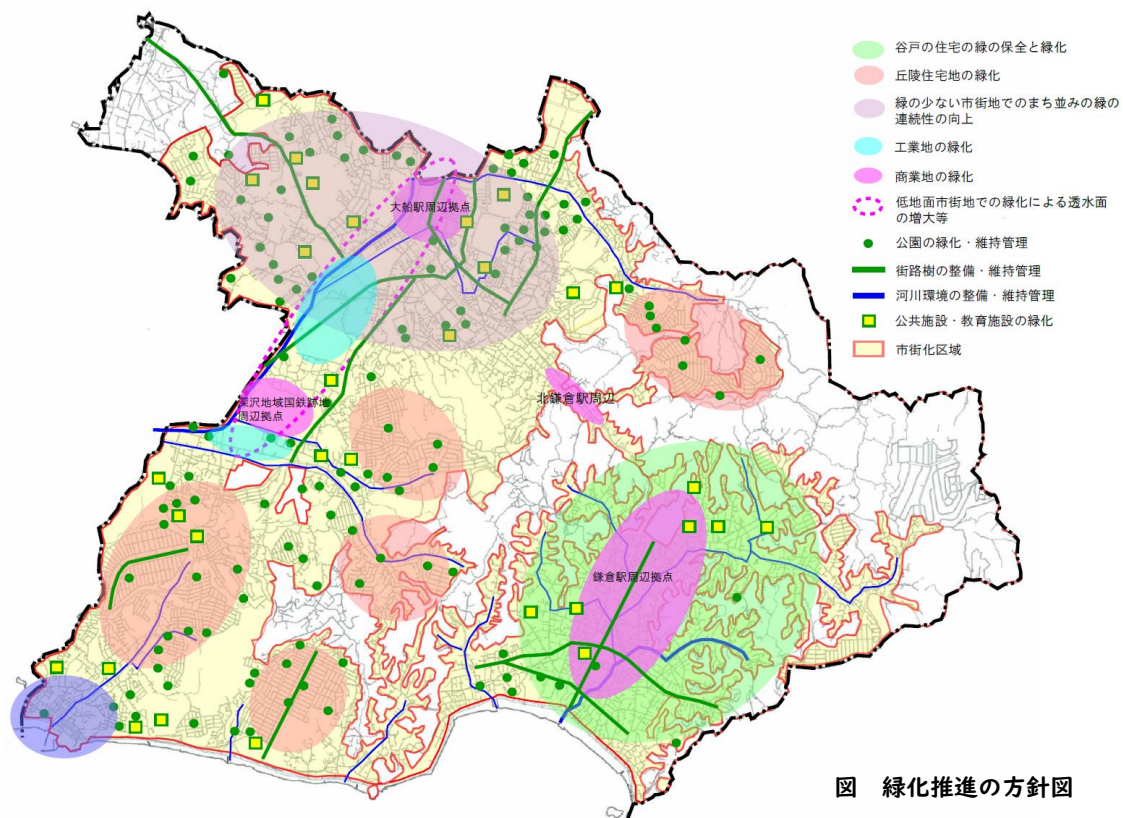 谷戸の住宅の緑の保全と緑化
丘陵住宅地の緑化
緑の少ない市街地でのまち並みの緑の
連続性の向上
工業地の緑化
商業地の緑化
低地面市街地での緑化による透水面
の増大等
公園の緑化・維持管理
街路樹の整備・維持管理
河川環境の整備・維持管理
公共施設・教育施設の緑化
市街化区域
大船駅周辺拠点
深沢地域国鉄跡地
周辺拠点
北鎌倉駅周辺
鎌倉駅周辺拠点
図　緑化推進の方針図